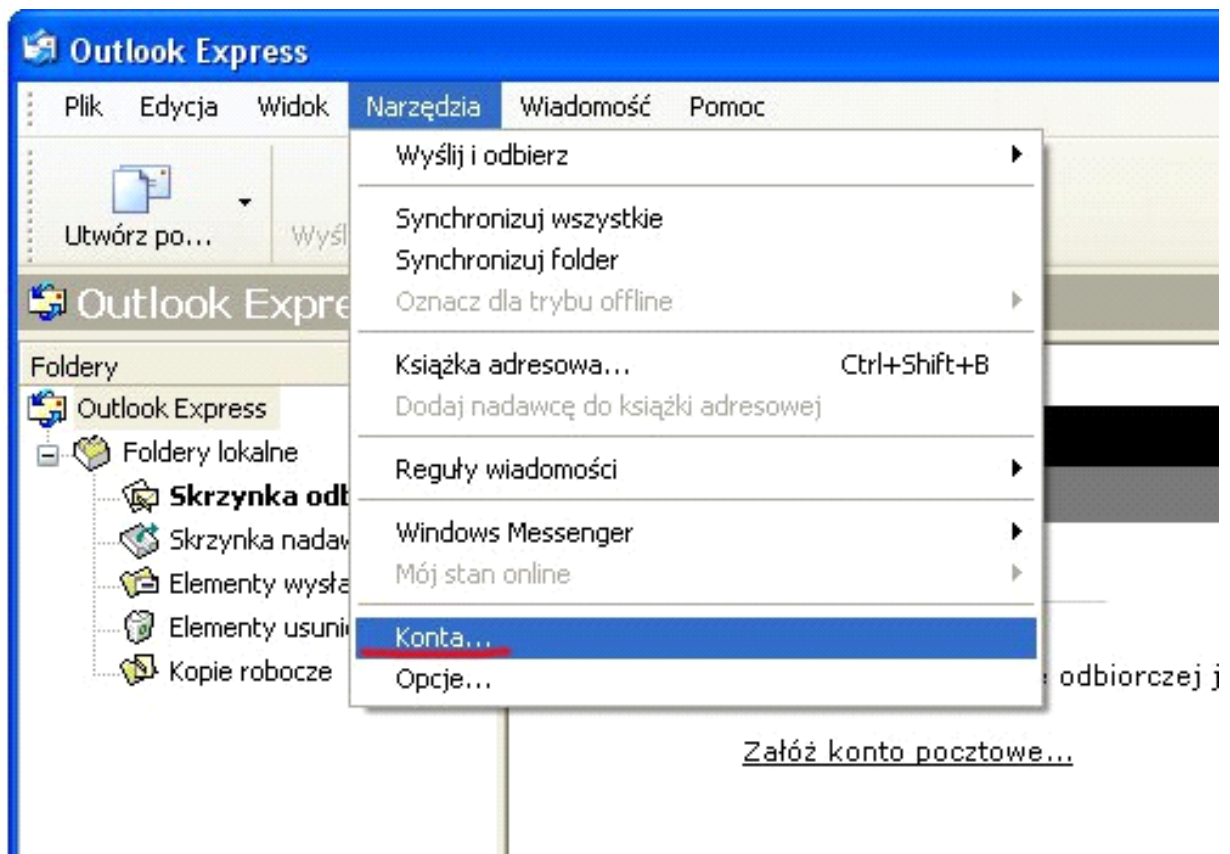 Outlook Express
Plik Edycja Widok Narzędzia Wiadomość Pomoc
Utwórz po...
Wyśl
Outlook Expre
Foldery
Outlook Express
Foldery lokalne
Skrzynka odb
Skrzynka nadaw
Elementy wysła
Elementy usunię
Kopie robocze
Wyślij i odbierz
Synchronizuj wszystkie
Synchronizuj folder
Oznacz dla trybu offline
Książka adresowa... Ctrl+Shift+B
Dodaj nadawcę do książki adresowej
Reguły wiadomości
Windows Messenger
Mój stan online
Konta...
Opcje...
odbiorczej j
Załóż konto pocztowe...